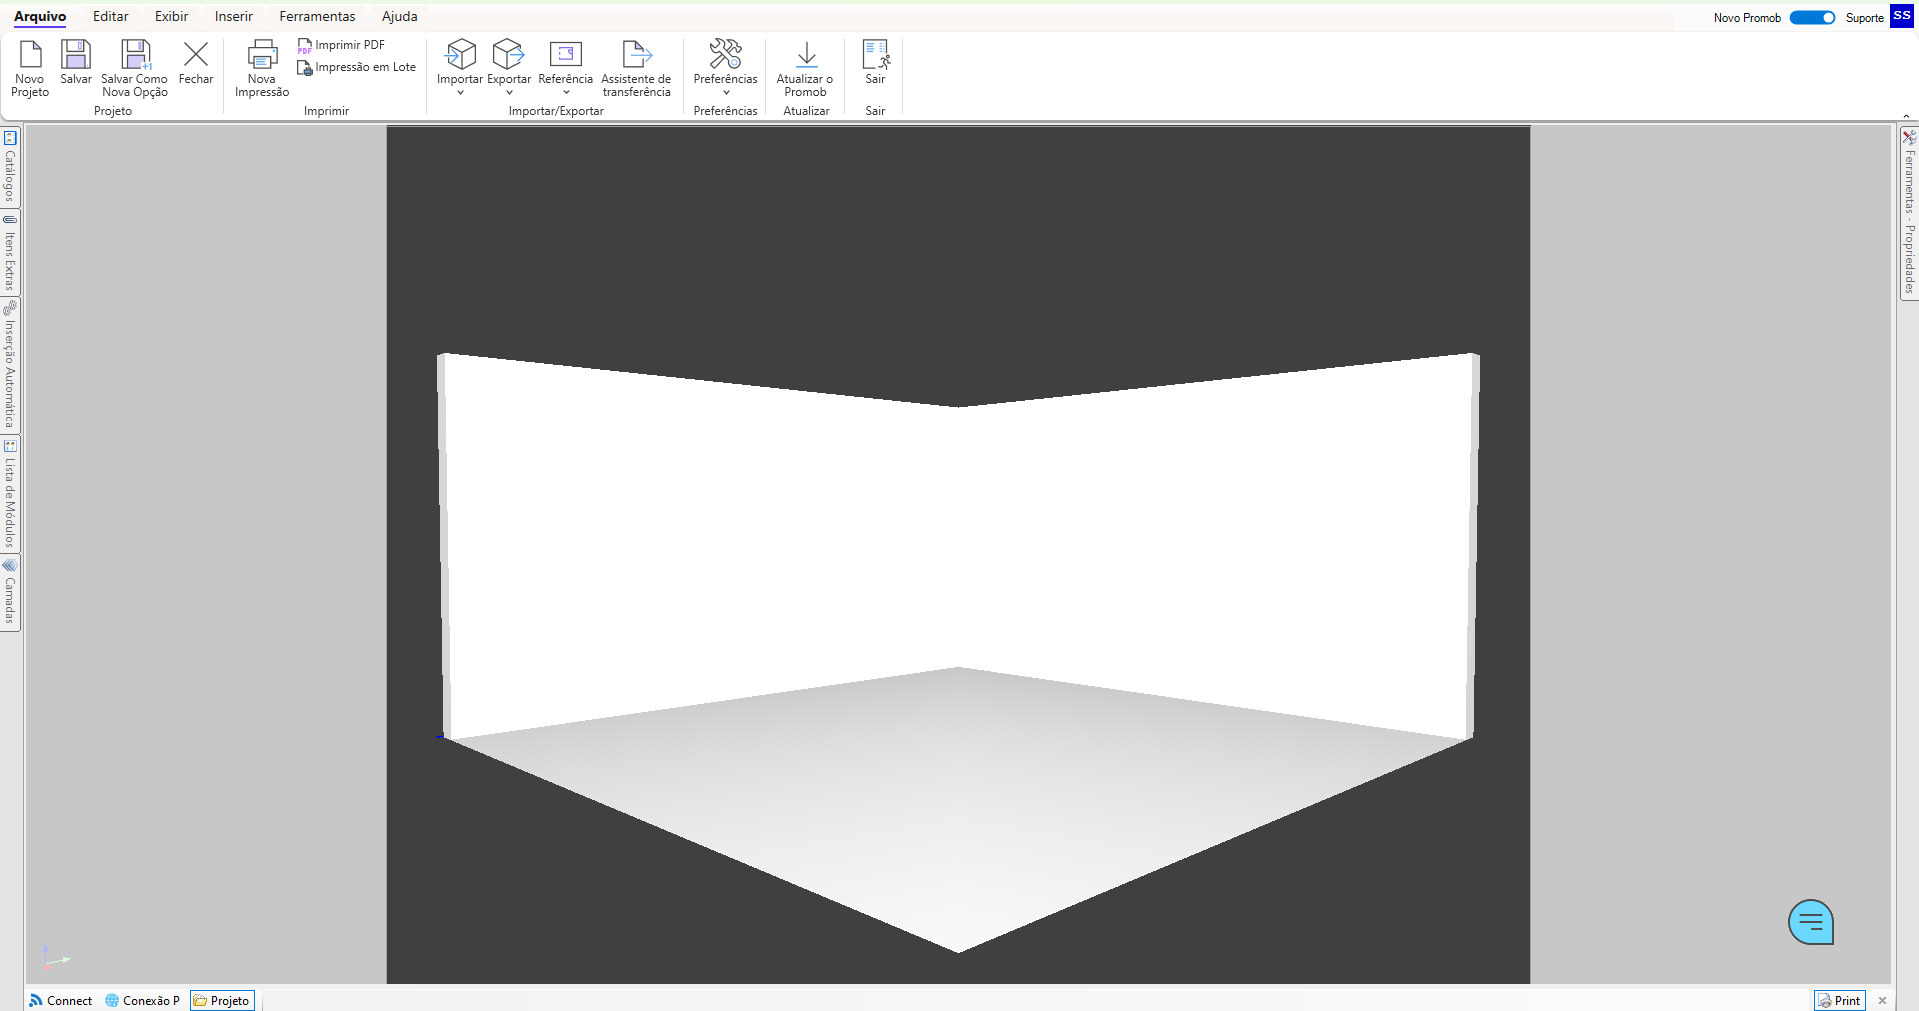 Arquivo Editar Exibir Inserir Ferramentas Ajuda
Novo Promob Suporte SS
Novo Projeto
Salvar
Salvar Como Nova Opção
Fechar
Projeto
Nova Impressão
Imprimir PDF
Impressão em Lote
Imprimir
Importar
Exportar
Referência
Assistente de transferência
Importar/Exportar
Preferências
Preferências
Atualizar o Promob
Atualizar
Sair
Sair
Catálogos
Itens Extras
Inserção Automática
Lista de Módulos
Camadas
Ferramentas - Propriedades
Connect Conexão P Projeto
Print